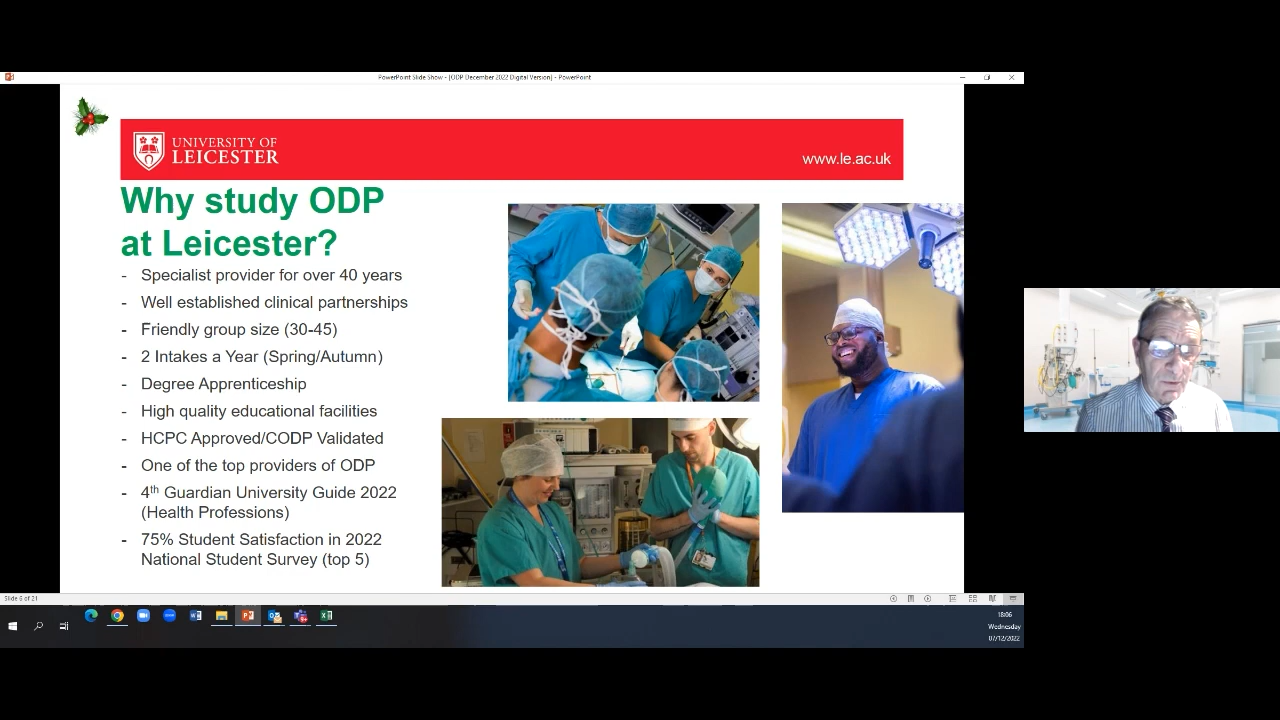 PowerPoint Slide Show - [ODP December 2022 Digital Version] - PowerPoint
UNIVERSITY OF
LEICESTER
www.le.ac.uk
Why study ODP
at Leicester?
- Specialist provider for over 40 years
- Well established clinical partnerships
- Friendly group size (30-45)
- 2 Intakes a Year (Spring/Autumn)
- Degree Apprenticeship
- High quality educational facilities
- HCPC Approved/CODP Validated
- One of the top providers of ODP
- 4th Guardian University Guide 2022
(Health Professions)
- 75% Student Satisfaction in 2022
National Student Survey (top 5)
Slide 6 of 21
18:06
Wednesday
07/12/2022